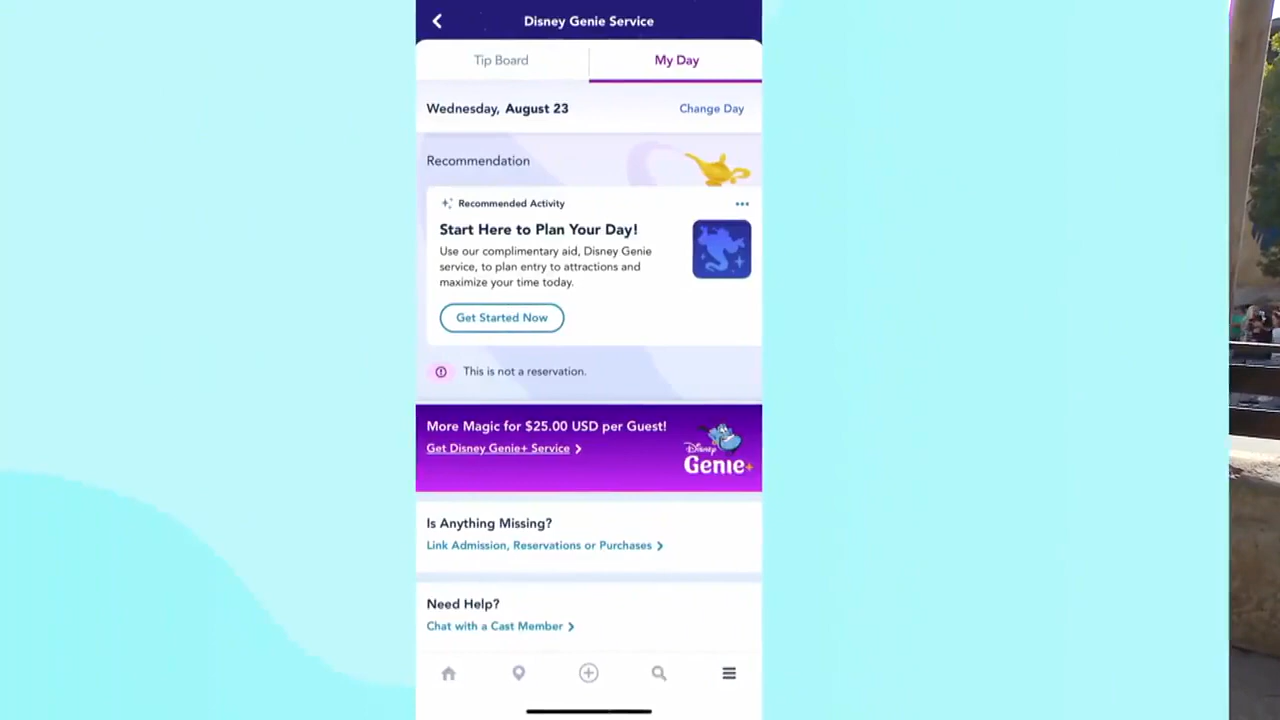 Disney Genie Service
Tip Board
My Day
Wednesday, August 23
Change Day
Recommendation
Recommended Activity
Start Here to Plan Your Day!
Use our complimentary aid, Disney Genie
service, to plan entry to attractions and
maximize your time today.
Get Started Now
This is not a reservation.
More Magic for $25.00 USD per Guest!
Get Disney Genie+ Service
Disney
Genie+
Is Anything Missing?
Link Admission, Reservations or Purchases
Need Help?
Chat with a Cast Member